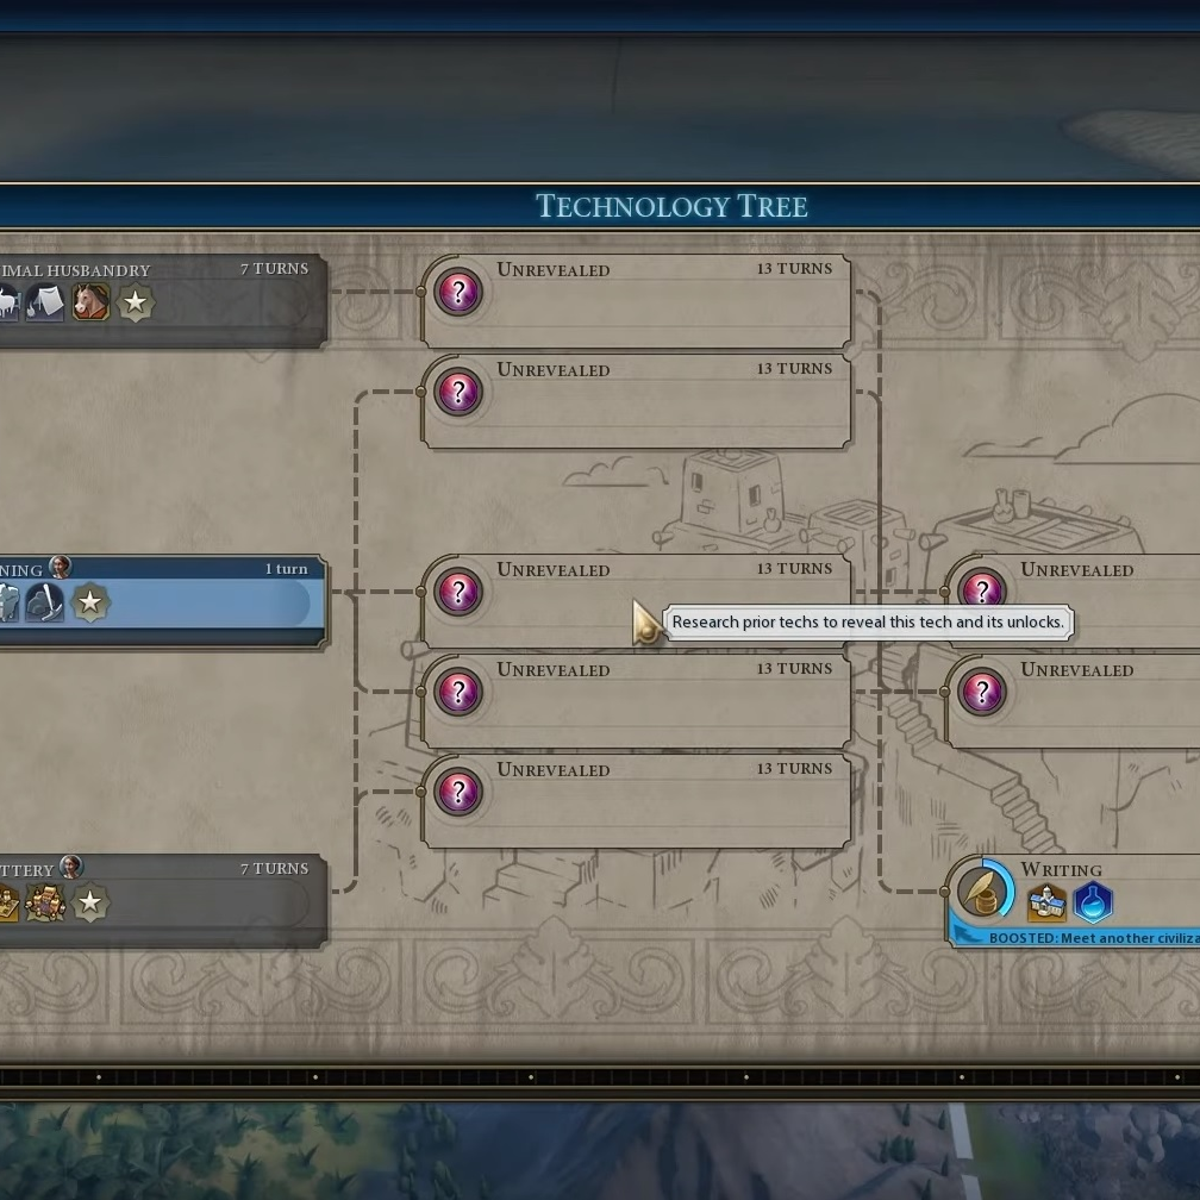 TECHNOLOGY TREE
IMAL HUSBANDRY 7 TURNS
UNREVEALED 13 TURNS
?
UNREVEALED 13 TURNS
?
NING 1 turn
UNREVEALED 13 TURNS
?
UNREVEALED
?
Research prior techs to reveal this tech and its unlocks.
UNREVEALED 13 TURNS
?
UNREVEALED
?
UNREVEALED 13 TURNS
?
TTERY 7 TURNS
WRITING
BOOSTED: Meet another civiliza